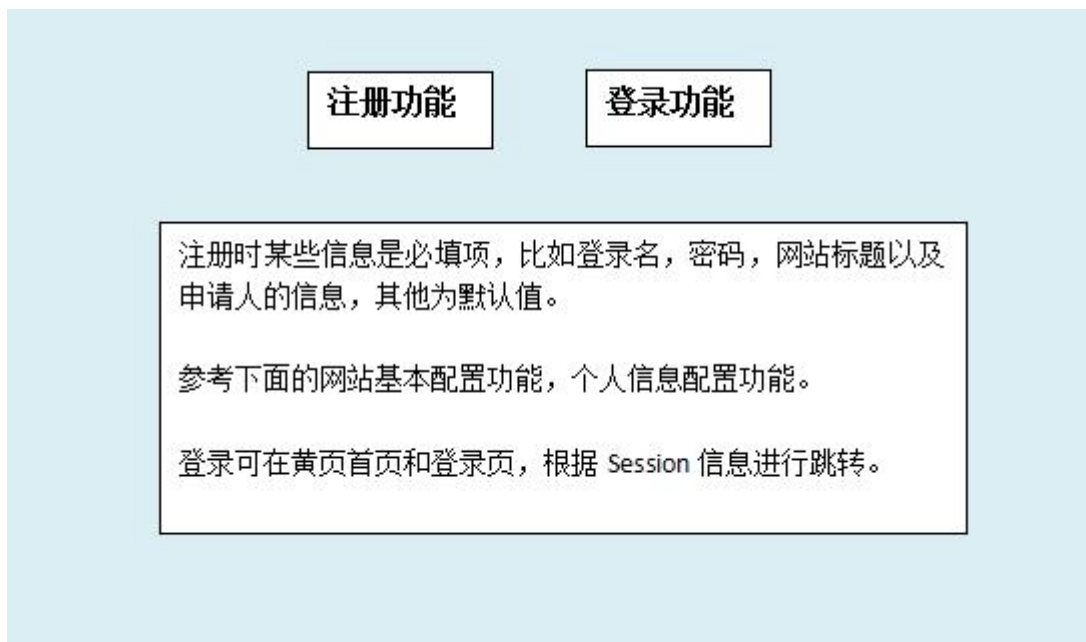 注册功能
登录功能
注册时某些信息是必填项，比如登录名，密码，网站标题以及
申请人的信息，其他为默认值。
参考下面的网站基本配置功能，个人信息配置功能。
登录可在黄页首页和登录页，根据 Session 信息进行跳转。